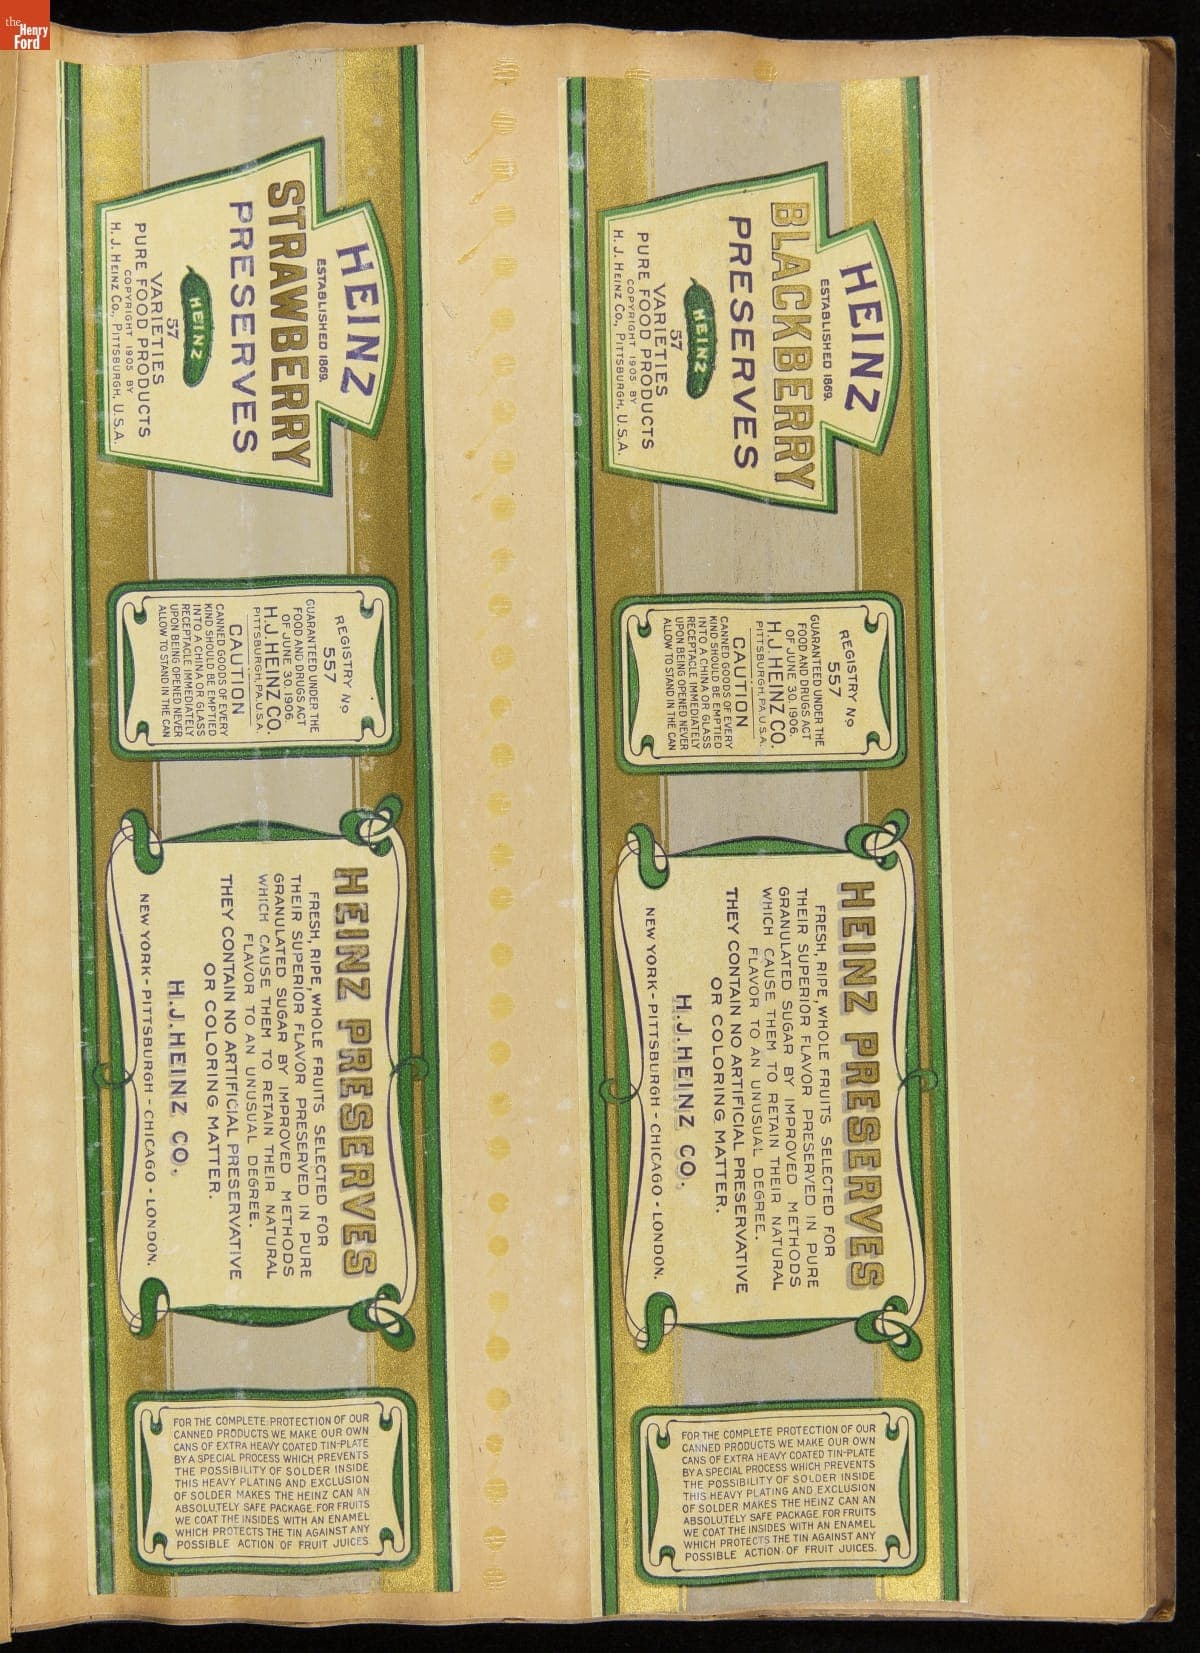 the
Henry
Ford
HEINZ
ESTABLISHED 1869.
STRAWBERRY
PRESERVES
HEINZ
57
VARIETIES
PURE FOOD PRODUCTS
COPYRIGHT 1905 BY
H. J. HEINZ CO., PITTSBURGH, U.S.A.
REGISTRY No
557
GUARANTEED UNDER THE
FOOD AND DRUGS ACT
OF JUNE 30, 1906.
H.J. HEINZ CO.
PITTSBURGH, PA. U.S.A.
CAUTION
CANNED GOODS OF EVERY
KIND SHOULD BE EMPTIED
INTO A CHINA OR GLASS
RECEPTACLE IMMEDIATELY
UPON BEING OPENED NEVER
ALLOW TO STAND IN THE CAN
HEINZ PRESERVES
FRESH, RIPE, WHOLE FRUITS SELECTED FOR
THEIR SUPERIOR FLAVOR PRESERVED IN PURE
GRANULATED SUGAR BY IMPROVED METHODS
WHICH CAUSE THEM TO RETAIN THEIR NATURAL
FLAVOR TO AN UNUSUAL DEGREE.
THEY CONTAIN NO ARTIFICIAL PRESERVATIVE
OR COLORING MATTER.
H.J. HEINZ CO.
NEW YORK - PITTSBURGH - CHICAGO - LONDON.
FOR THE COMPLETE PROTECTION OF OUR
CANNED PRODUCTS WE MAKE OUR OWN
CANS OF EXTRA HEAVY COATED TIN-PLATE
BY A SPECIAL PROCESS WHICH PREVENTS
THE POSSIBILITY OF SOLDER INSIDE
THIS HEAVY PLATING AND EXCLUSION
OF SOLDER MAKES THE HEINZ CAN AN
ABSOLUTELY SAFE PACKAGE. FOR FRUITS
WE COAT THE INSIDES WITH AN ENAMEL
WHICH PROTECTS THE TIN AGAINST ANY
POSSIBLE ACTION OF FRUIT JUICES.
HEINZ
ESTABLISHED 1869.
BLACKBERRY
PRESERVES
HEINZ
57
VARIETIES
PURE FOOD PRODUCTS
COPYRIGHT 1905 BY
H. J. HEINZ CO., PITTSBURGH, U.S.A.
REGISTRY No
557
GUARANTEED UNDER THE
FOOD AND DRUGS ACT
OF JUNE 30, 1906.
H.J. HEINZ CO.
PITTSBURGH, PA. U.S.A.
CAUTION
CANNED GOODS OF EVERY
KIND SHOULD BE EMPTIED
INTO A CHINA OR GLASS
RECEPTACLE IMMEDIATELY
UPON BEING OPENED NEVER
ALLOW TO STAND IN THE CAN
HEINZ PRESERVES
FRESH, RIPE, WHOLE FRUITS SELECTED FOR
THEIR SUPERIOR FLAVOR PRESERVED IN PURE
GRANULATED SUGAR BY IMPROVED METHODS
WHICH CAUSE THEM TO RETAIN THEIR NATURAL
FLAVOR TO AN UNUSUAL DEGREE.
THEY CONTAIN NO ARTIFICIAL PRESERVATIVE
OR COLORING MATTER.
H.J. HEINZ CO.
NEW YORK - PITTSBURGH - CHICAGO - LONDON.
FOR THE COMPLETE PROTECTION OF OUR
CANNED PRODUCTS WE MAKE OUR OWN
CANS OF EXTRA HEAVY COATED TIN-PLATE
BY A SPECIAL PROCESS WHICH PREVENTS
THE POSSIBILITY OF SOLDER INSIDE
THIS HEAVY PLATING AND EXCLUSION
OF SOLDER MAKES THE HEINZ CAN AN
ABSOLUTELY SAFE PACKAGE. FOR FRUITS
WE COAT THE INSIDES WITH AN ENAMEL
WHICH PROTECTS THE TIN AGAINST ANY
POSSIBLE ACTION OF FRUIT JUICES.